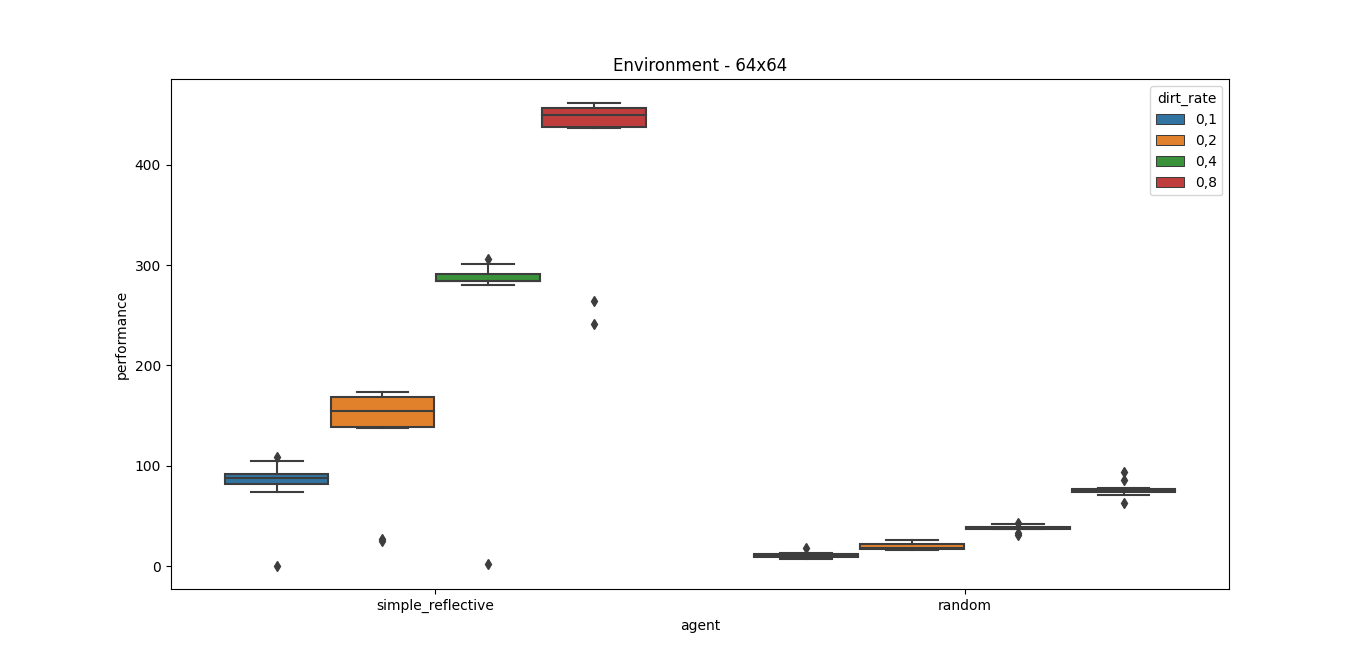 Environment - 64x64
dirt_rate
0,1
0,2
0,4
0,8
400
300
200
100
0
performance
simple_reflective
random
agent